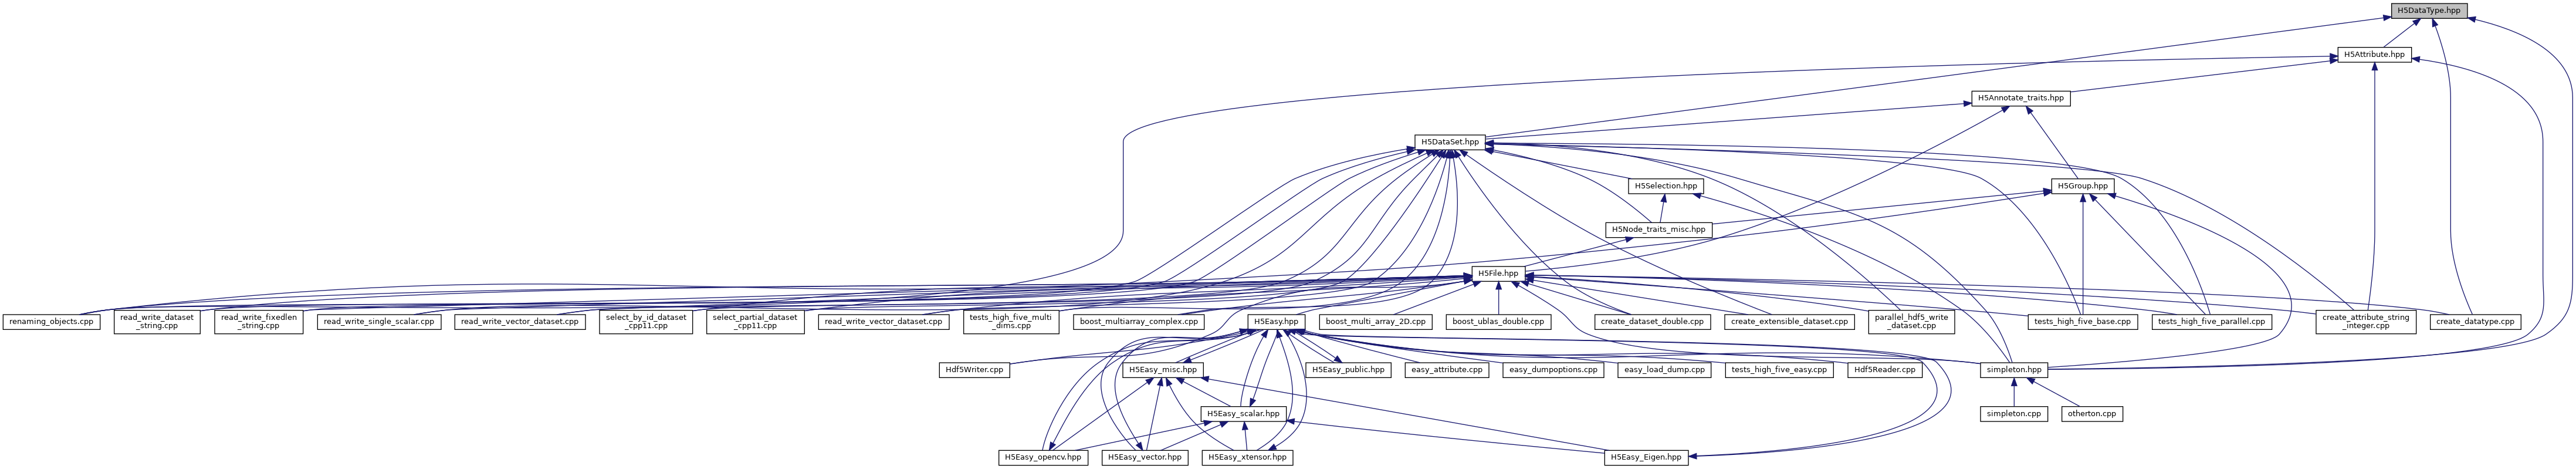 H5DataType.hpp
H5Attribute.hpp
H5Annotate_traits.hpp
H5DataSet.hpp
H5Selection.hpp
H5Group.hpp
H5Node_traits_misc.hpp
H5File.hpp
renaming_objects.cpp
read_write_dataset
_string.cpp
read_write_fixedlen
_string.cpp
read_write_single_scalar.cpp
read_write_vector_dataset.cpp
select_by_id_dataset
_cpp11.cpp
select_partial_dataset
_cpp11.cpp
read_write_vector_dataset.cpp
tests_high_five_multi
_dims.cpp
boost_multiarray_complex.cpp
H5Easy.hpp
boost_multi_array_2D.cpp
boost_ublas_double.cpp
create_dataset_double.cpp
create_extensible_dataset.cpp
parallel_hdf5_write
_dataset.cpp
tests_high_five_base.cpp
tests_high_five_parallel.cpp
create_attribute_string
_integer.cpp
create_datatype.cpp
Hdf5Writer.cpp
H5Easy_misc.hpp
H5Easy_public.hpp
easy_attribute.cpp
easy_dumpoptions.cpp
easy_load_dump.cpp
tests_high_five_easy.cpp
Hdf5Reader.cpp
simpleton.hpp
H5Easy_scalar.hpp
simpleton.cpp
otherton.cpp
H5Easy_opencv.hpp
H5Easy_vector.hpp
H5Easy_xtensor.hpp
H5Easy_Eigen.hpp